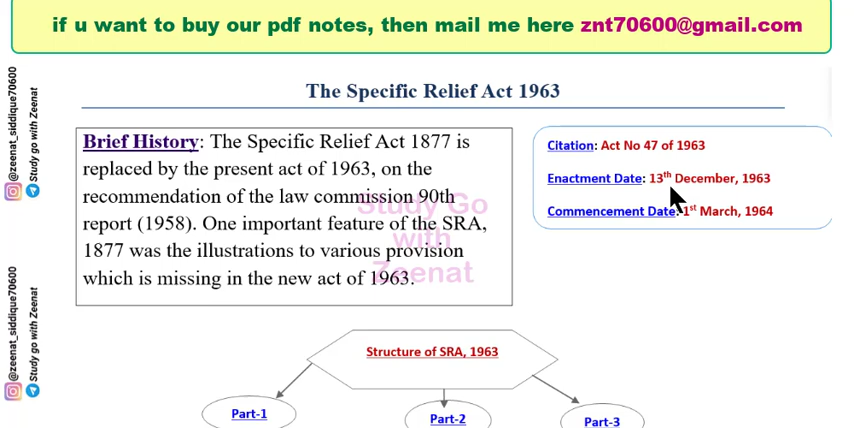 if u want to buy our pdf notes, then mail me here znt70600@gmail.com
The Specific Relief Act 1963
Brief History: The Specific Relief Act 1877 is
replaced by the present act of 1963, on the
recommendation of the law commission 90th
report (1958). One important feature of the SRA,
1877 was the illustrations to various provision
which is missing in the new act of 1963.
Study Go
with
Zeenat
Citation: Act No 47 of 1963
Enactment Date: 13th December, 1963
Commencement Date: 1st March, 1964
Structure of SRA, 1963
Part-1
Part-2
Part-3
@zeenat_siddique70600
Study go with Zeenat
@zeenat_siddique70600
Study go with Zeenat